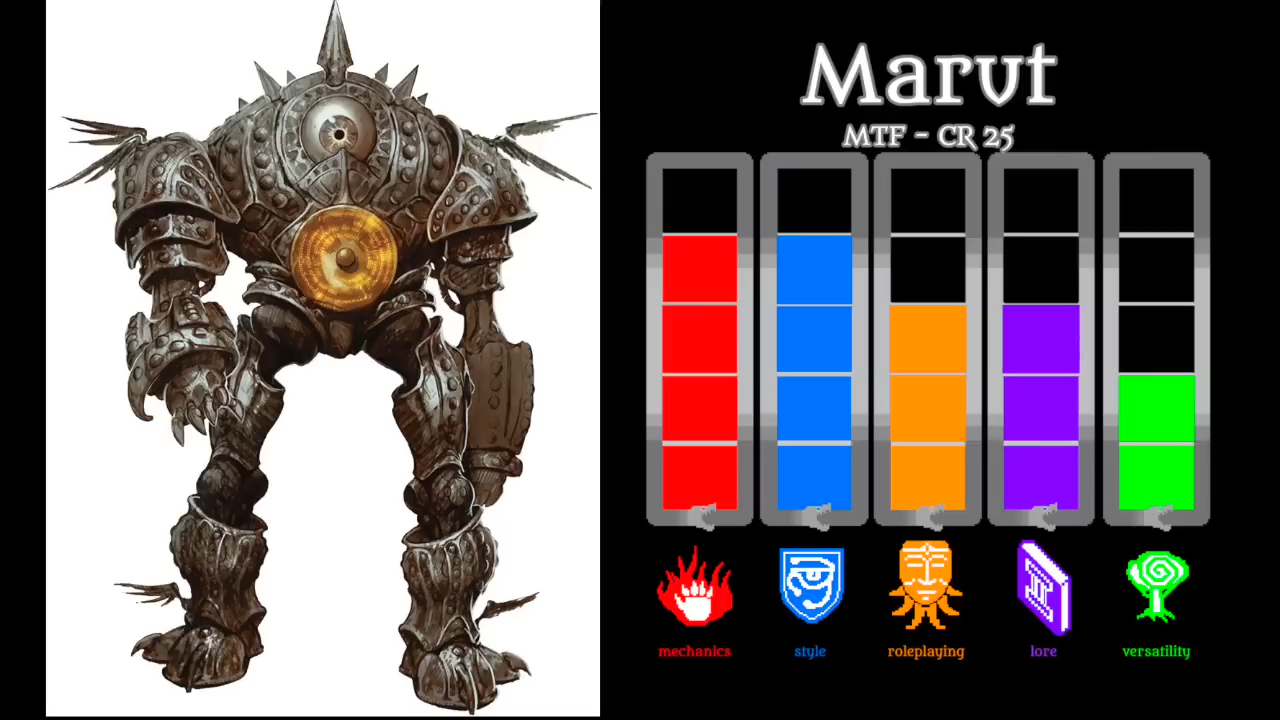 Marut
MTF - CR 25
mechanics
style
roleplaying
lore
versatility